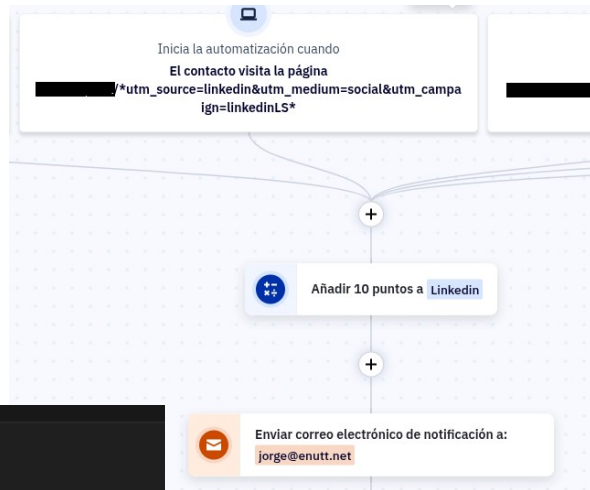 Inicia la automatización cuando
El contacto visita la página
/*utm_source=linkedin&utm_medium=social&utm_campa
ign=linkedinLS*
Añadir 10 puntos a Linkedin
Enviar correo electrónico de notificación a:
jorge@enutt.net